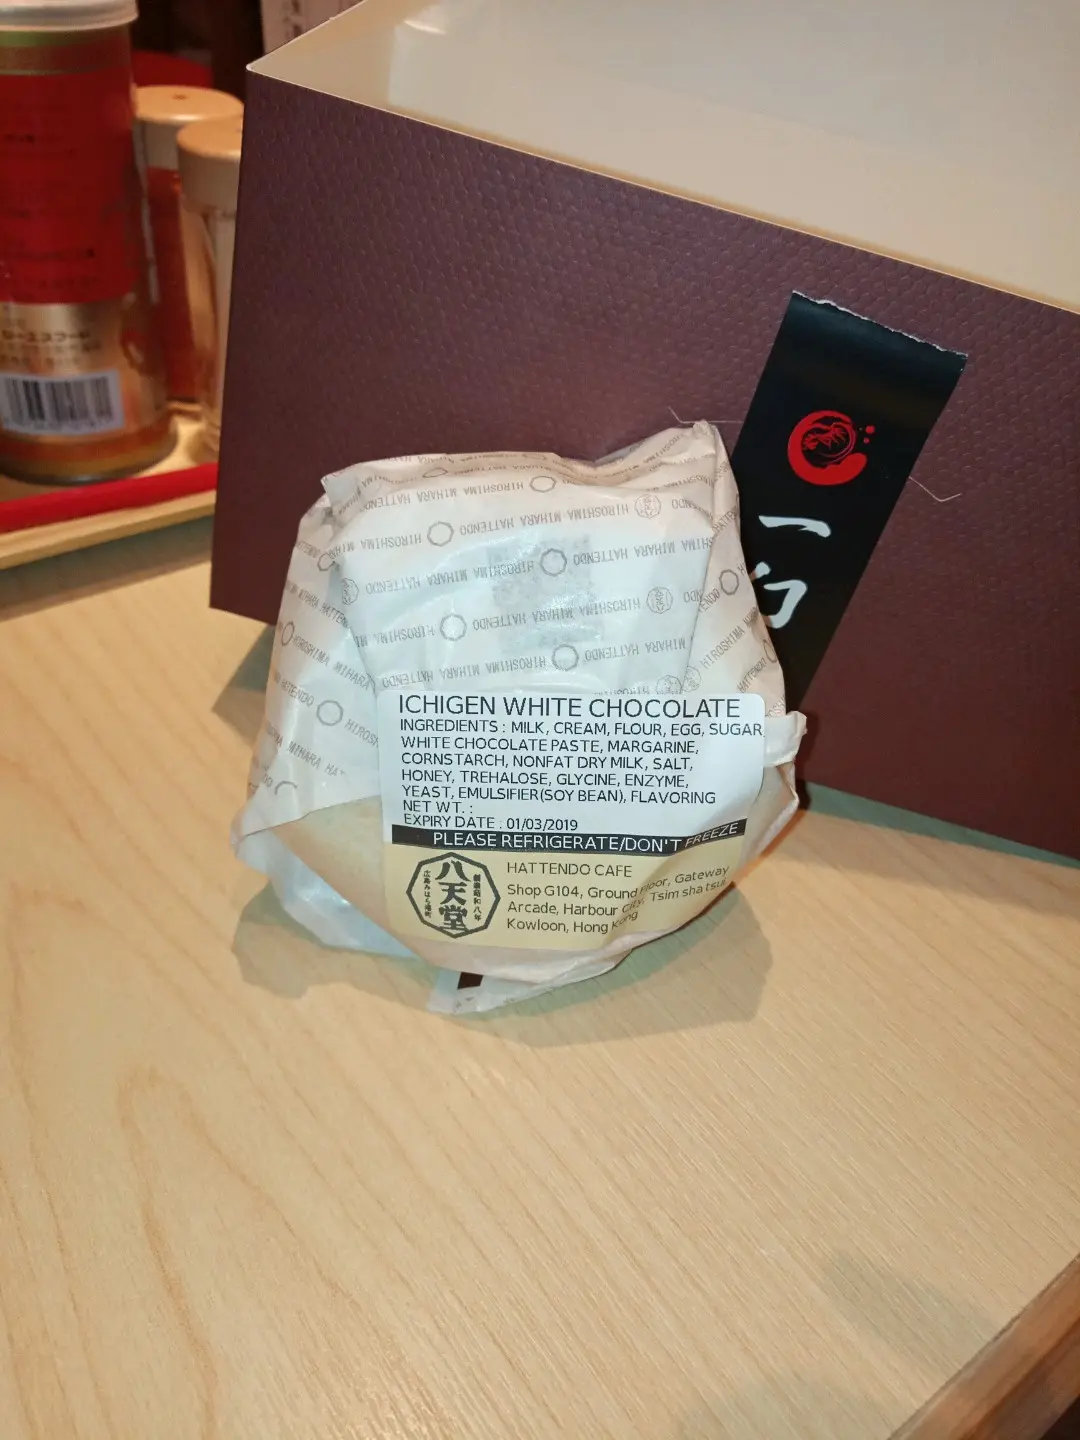 一
幻
HIROSHIMA MIHARA HATTENDO
ICHIGEN WHITE CHOCOLATE
INGREDIENTS : MILK, CREAM, FLOUR, EGG, SUGAR
WHITE CHOCOLATE PASTE, MARGARINE,
CORNSTARCH, NONFAT DRY MILK, SALT,
HONEY, TREHALOSE, GLYCINE, ENZYME,
YEAST, EMULSIFIER(SOY BEAN), FLAVORING
NET WT. :
EXPIRY DATE : 01/03/2019
PLEASE REFRIGERATE/DON'T FREEZE
八天堂
HATTENDO CAFE
Shop G104, Ground Floor, Gateway
Arcade, Harbour City, Tsim sha tsui
Kowloon, Hong Kong